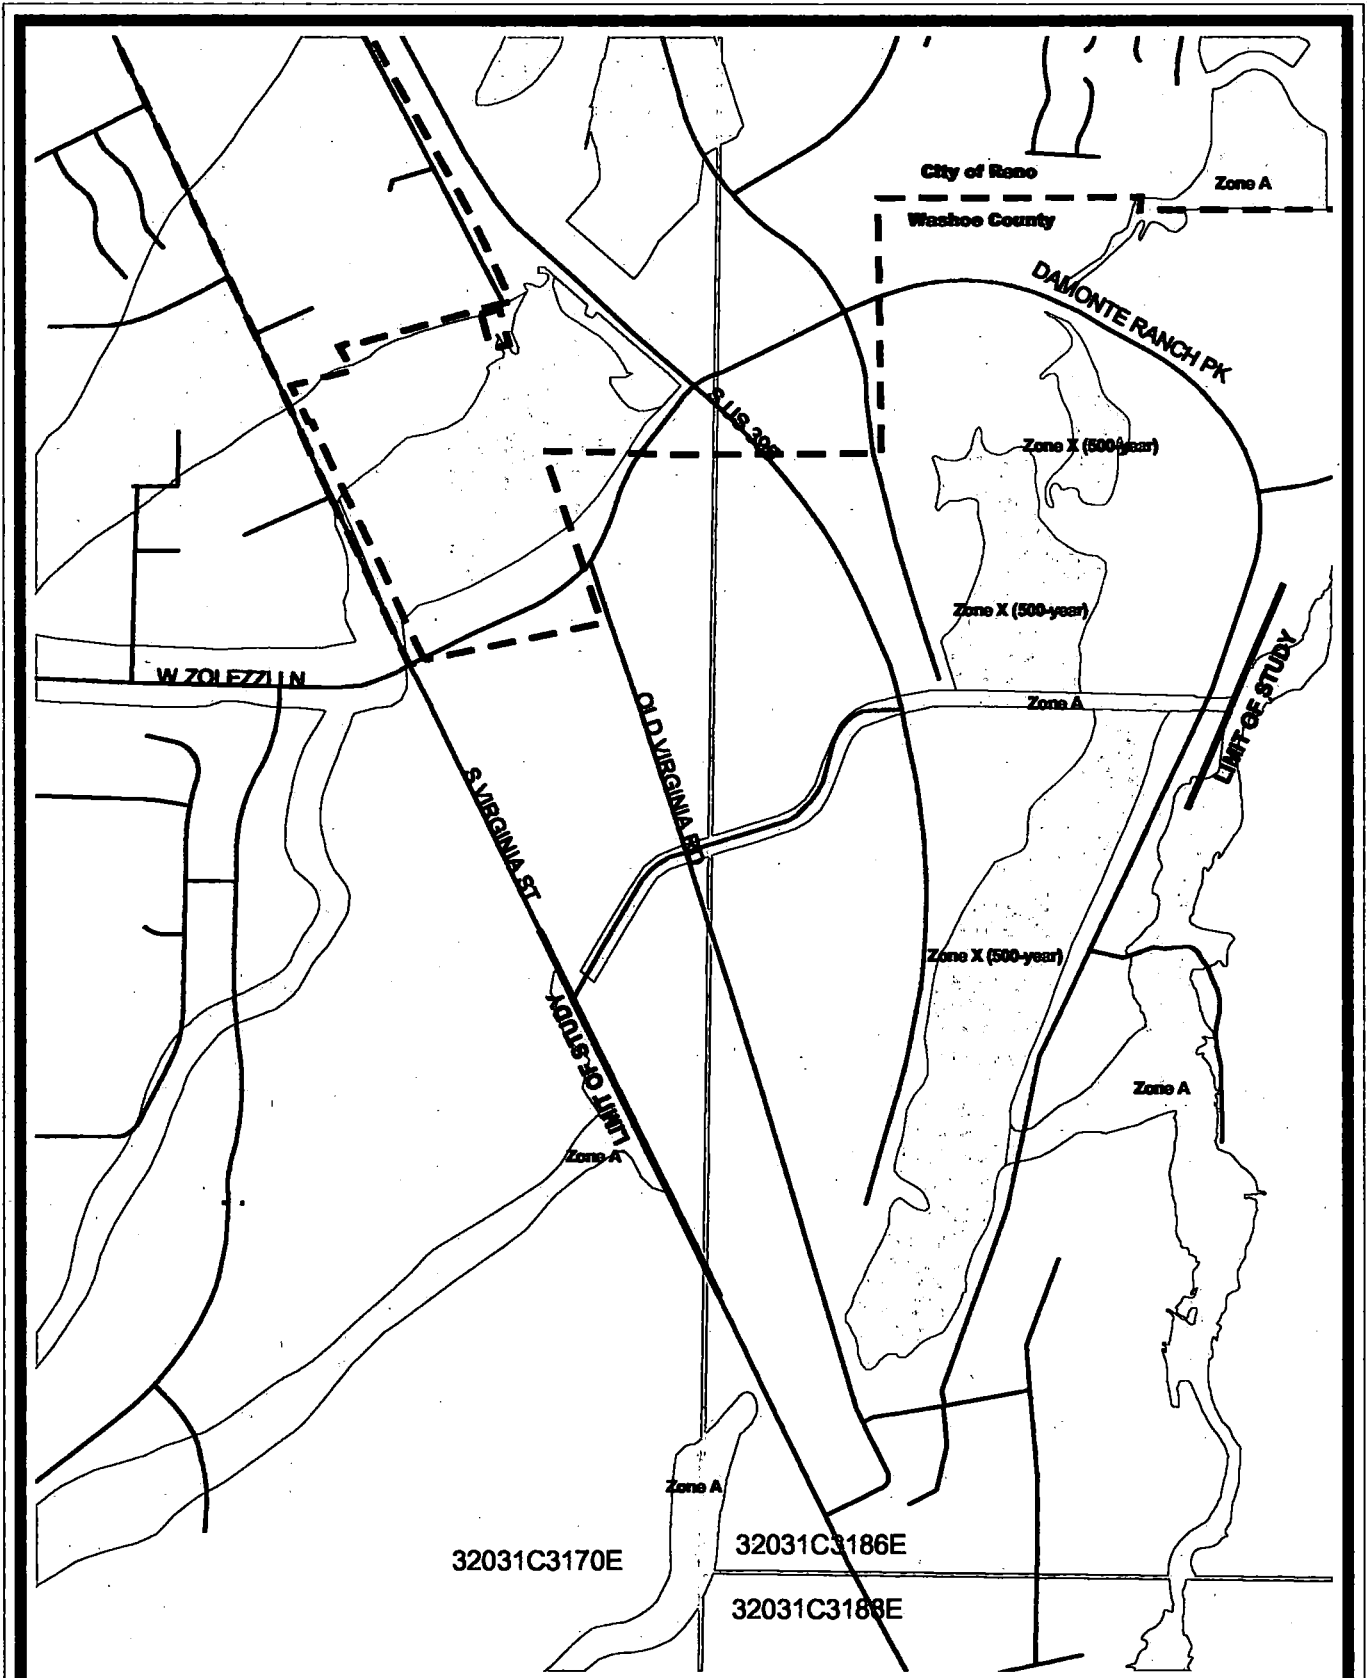 City of Reno
Zone A
Washoe County
DAMONTE RANCH PK
S US 395
Zone X (500-year)
Zone X (500-year)
LIMIT OF STUDY
W ZOLEZZI LN
Zone A
OLD VIRGINIA RD
S VIRGINIA ST
Zone X (500-year)
LIMIT OF STUDY
Zone A
Zone A
Zone A
32031C3170E
32031C3186E
32031C3188E